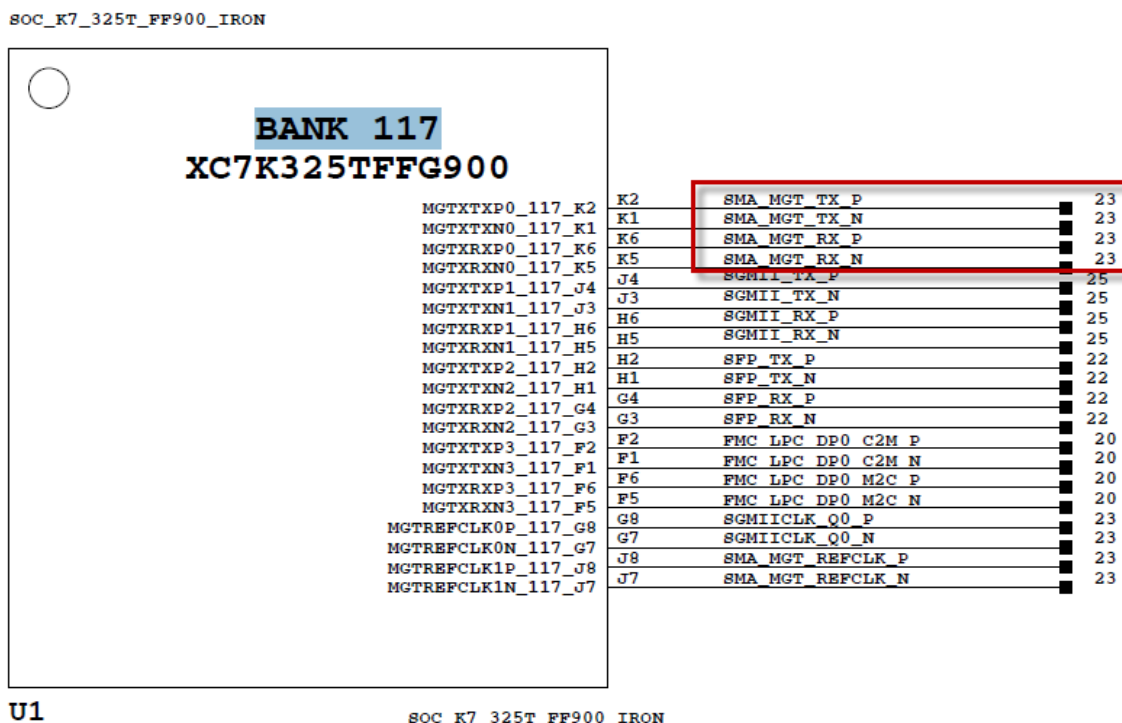 SOC_K7_325T_FF900_IRON
BANK 117
XC7K325TFFG900
MGTXTXP0_117_K2 K2 SMA_MGT_TX_P 23
MGTXTXN0_117_K1 K1 SMA_MGT_TX_N 23
MGTXRXP0_117_K6 K6 SMA_MGT_RX_P 23
MGTXRXN0_117_K5 K5 SMA_MGT_RX_N 23
MGTXTXP1_117_J4 J4 SGMII_TX_P 25
MGTXTXN1_117_J3 J3 SGMII_TX_N 25
MGTXRXP1_117_H6 H6 SGMII_RX_P 25
MGTXRXN1_117_H5 H5 SGMII_RX_N 25
MGTXTXP2_117_H2 H2 SFP_TX_P 22
MGTXTXN2_117_H1 H1 SFP_TX_N 22
MGTXRXP2_117_G4 G4 SFP_RX_P 22
MGTXRXN2_117_G3 G3 SFP_RX_N 22
MGTXTXP3_117_F2 F2 FMC_LPC_DP0_C2M_P 20
MGTXTXN3_117_F1 F1 FMC_LPC_DP0_C2M_N 20
MGTXRXP3_117_F6 F6 FMC_LPC_DP0_M2C_P 20
MGTXRXN3_117_F5 F5 FMC_LPC_DP0_M2C_N 20
MGTREFCLK0P_117_G8 G8 SGMIICLK_Q0_P 23
MGTREFCLK0N_117_G7 G7 SGMIICLK_Q0_N 23
MGTREFCLK1P_117_J8 J8 SMA_MGT_REFCLK_P 23
MGTREFCLK1N_117_J7 J7 SMA_MGT_REFCLK_N 23
U1 SOC_K7_325T_FF900_IRON